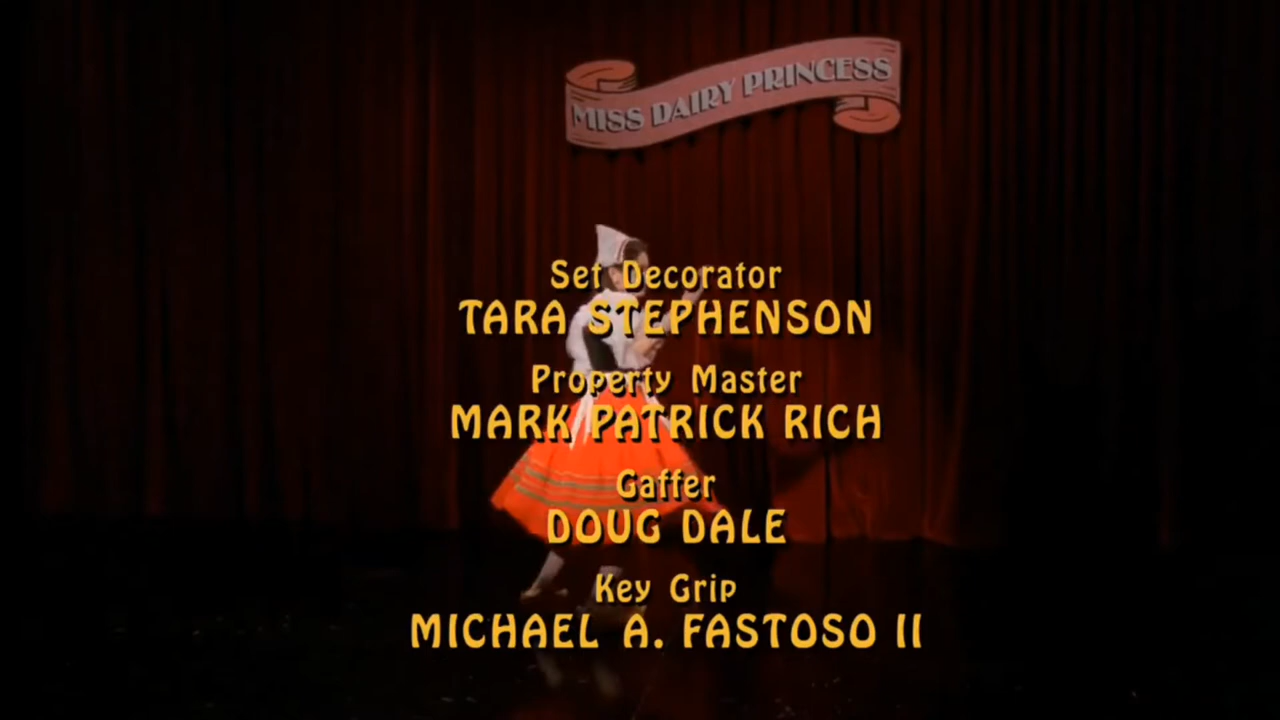 MISS DAIRY PRINCESS
Set Decorator
TARA STEPHENSON
Property Master
MARK PATRICK RICH
Gaffer
DOUG DALE
Key Grip
MICHAEL A. FASTOSO II